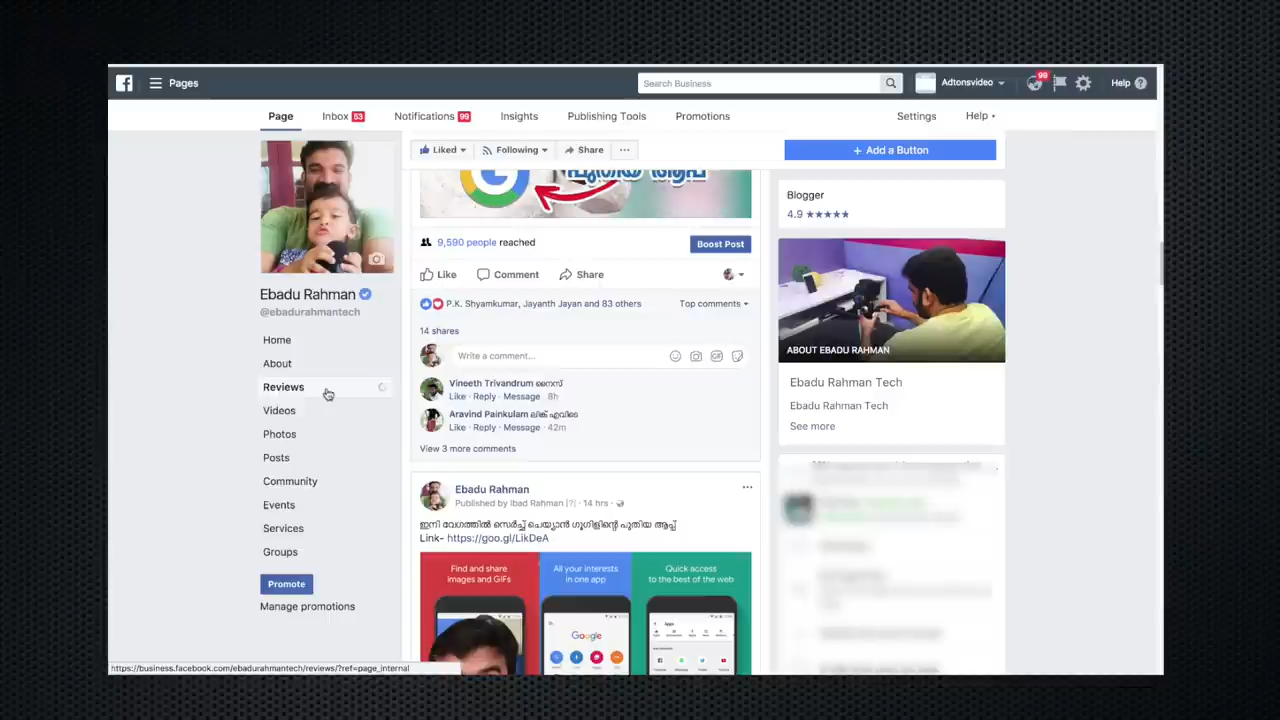 Pages
Search Business
Adtonsvideo
99
Help
Page
Inbox 53
Notifications 99
Insights
Publishing Tools
Promotions
Settings
Help
Liked
Following
Share
+ Add a Button
Ebadu Rahman
@ebadurahmantech
Home
About
Reviews
Videos
Photos
Posts
Community
Events
Services
Groups
Promote
Manage promotions
9,590 people reached
Boost Post
Like
Comment
Share
P.K. Shyamkumar, Jayanth Jayan and 83 others
Top comments
14 shares
Write a comment...
Vineeth Trivandrum നൈസ്
Like · Reply · Message · 8h
Aravind Painkulam ലിങ്ക് എവിടെ
Like · Reply · Message · 42m
View 3 more comments
Ebadu Rahman
Published by Ibad Rahman [?] · 14 hrs ·
ഇനി വേഗത്തിൽ സെർച്ച് ചെയ്യാൻ ഗൂഗിളിന്റെ പുതിയ ആപ്പ്
Link- https://goo.gl/LikDeA
Find and share
images and GIFs
All your interests
in one app
Quick access
to the best of the web
Google
Apps
Blogger
4.9 ★★★★★
ABOUT EBADU RAHMAN
Ebadu Rahman Tech
Ebadu Rahman Tech
See more
https://business.facebook.com/ebadurahmantech/reviews/?ref=page_internal